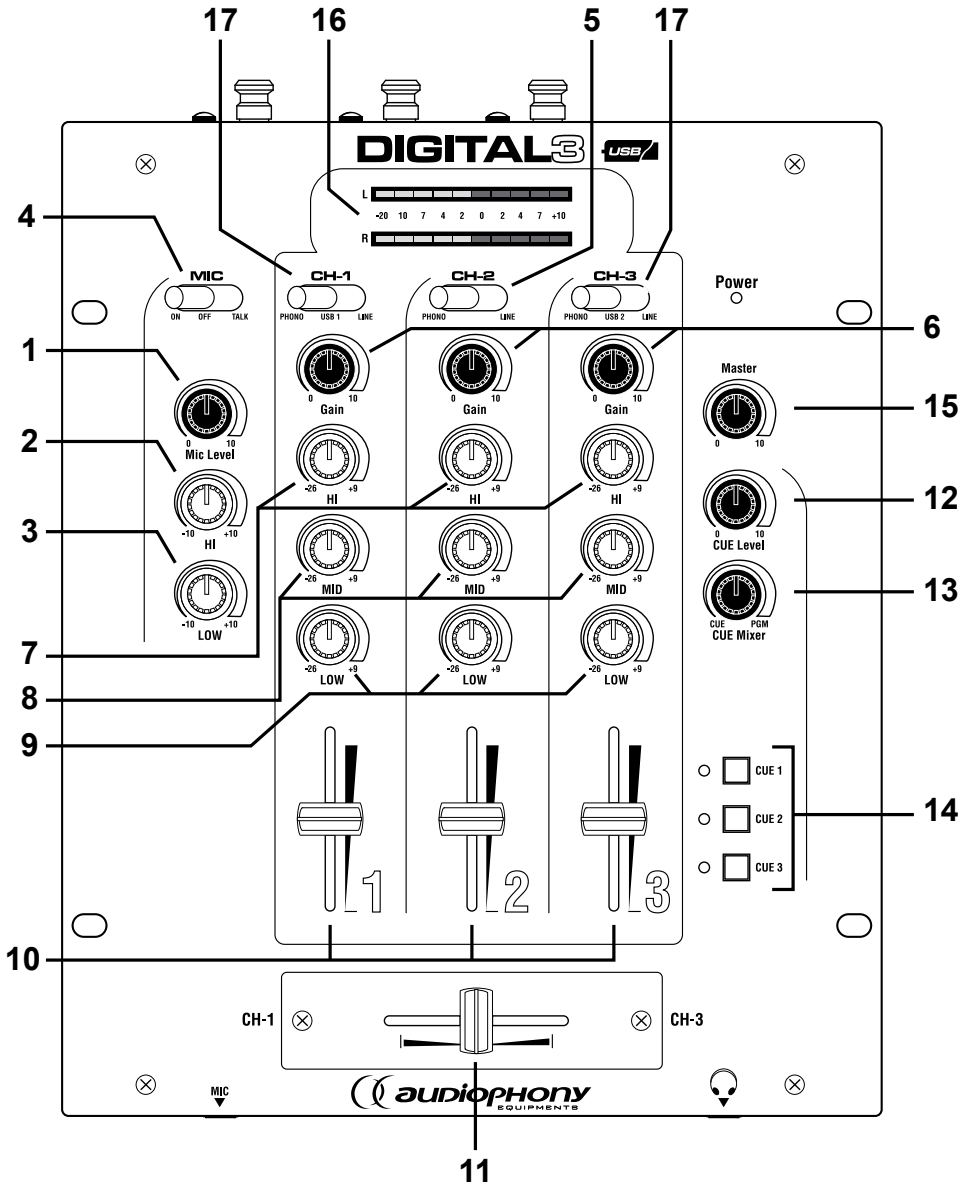 17 16 5 17
DIGITAL3 USB
L
-20 10 7 4 2 0 2 4 7 +10
R
4
MIC CH-1 CH-2 CH-3 Power
ON OFF TALK PHONO USB 1 LINE PHONO LINE PHONO USB 2 LINE
6
1
0 10 0 10 0 10
Gain Gain Gain
Master
15
0 10
Mic Level
0 10
2
-26 +9 -26 +9 -26 +9
HI HI HI
12
-10 +10
HI
0 10
CUE Level
3
-26 +9 -26 +9 -26 +9
MID MID MID
13
-10 +10
LOW
CUE PGM
CUE Mixer
7
-26 +9 -26 +9 -26 +9
LOW LOW LOW
8
9
CUE 1
CUE 2
14
CUE 3
1 2 3
10
CH-1 CH-3
MIC
audiophony
EQUIPMENTS
11